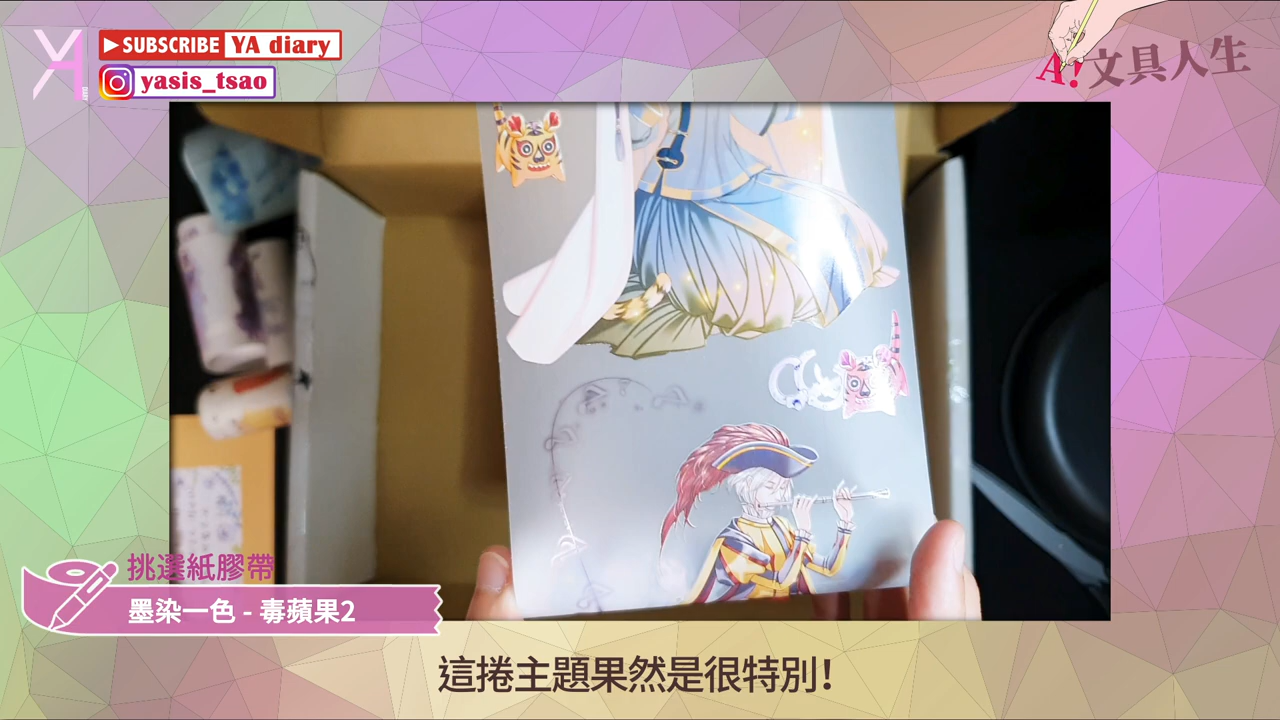 YA
SUBSCRIBE YA diary
yasis_tsao
A!文具人生
挑選紙膠帶
墨染一色 - 毒蘋果2
這捲主題果然是很特別!